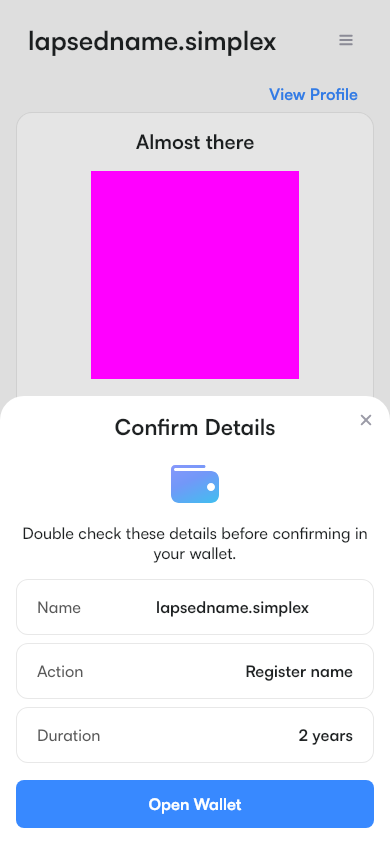 lapsedname.simplex
View Profile
Almost there
Confirm Details
Double check these details before confirming in
your wallet.
Name lapsedname.simplex
Action Register name
Duration 2 years
Open Wallet